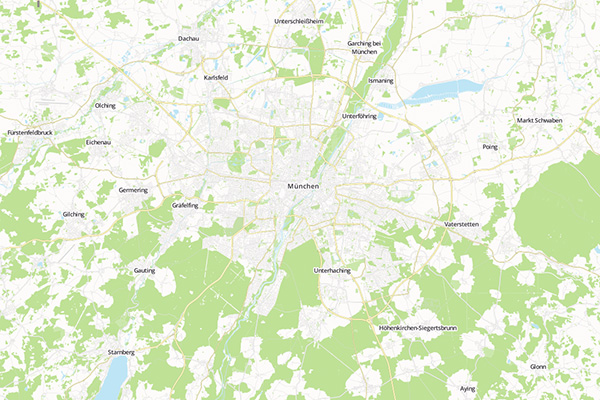 Unterschleißheim
Dachau
Garching bei
München
Karlsfeld
Ismaning
Olching
Unterföhring
Markt Schwaben
Fürstenfeldbruck
Eichenau
Poing
München
Germering
Gräfelfing
Gilching
Vaterstetten
Gauting
Unterhaching
Höhenkirchen-Siegertsbrunn
Starnberg
Glonn
Aying